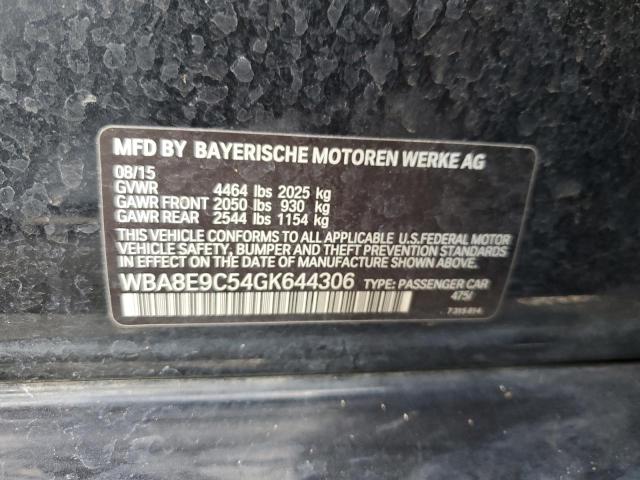 MFD BY BAYERISCHE MOTOREN WERKE AG
08/15
GVWR 4464 lbs 2025 kg
GAWR FRONT 2050 lbs 930 kg
GAWR REAR 2544 lbs 1154 kg
THIS VEHICLE CONFORMS TO ALL APPLICABLE U.S.FEDERAL MOTOR
VEHICLE SAFETY, BUMPER AND THEFT PREVENTION STANDARDS
IN EFFECT ON THE DATE OF MANUFACTURE SHOWN ABOVE.
WBA8E9C54GK644306 TYPE: PASSENGER CAR
475/